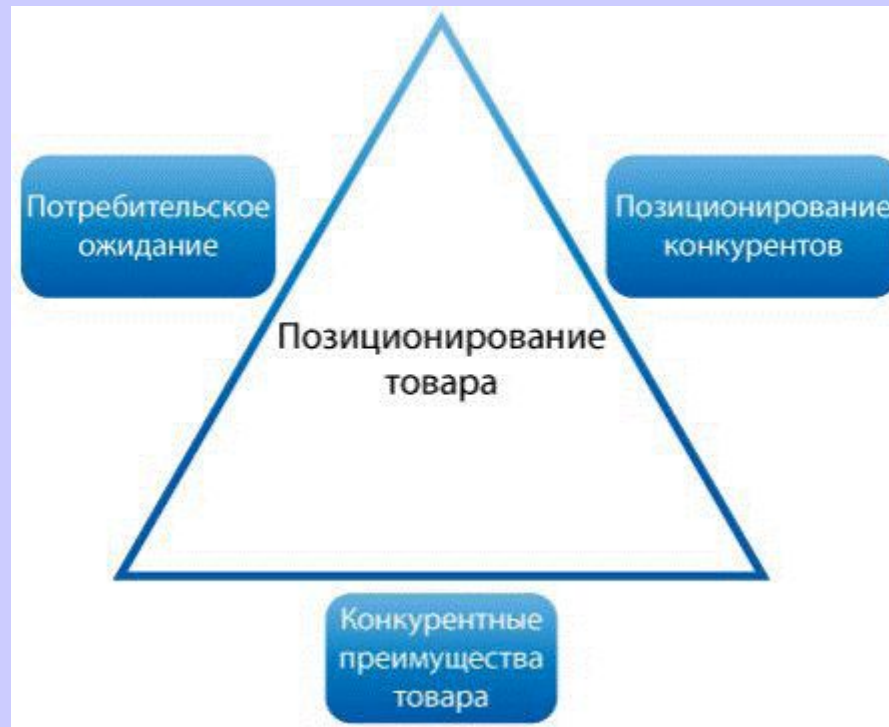 Потребительское
ожидание
Позиционирование
конкурентов
Позиционирование
товара
Конкурентные
преимущества
товара